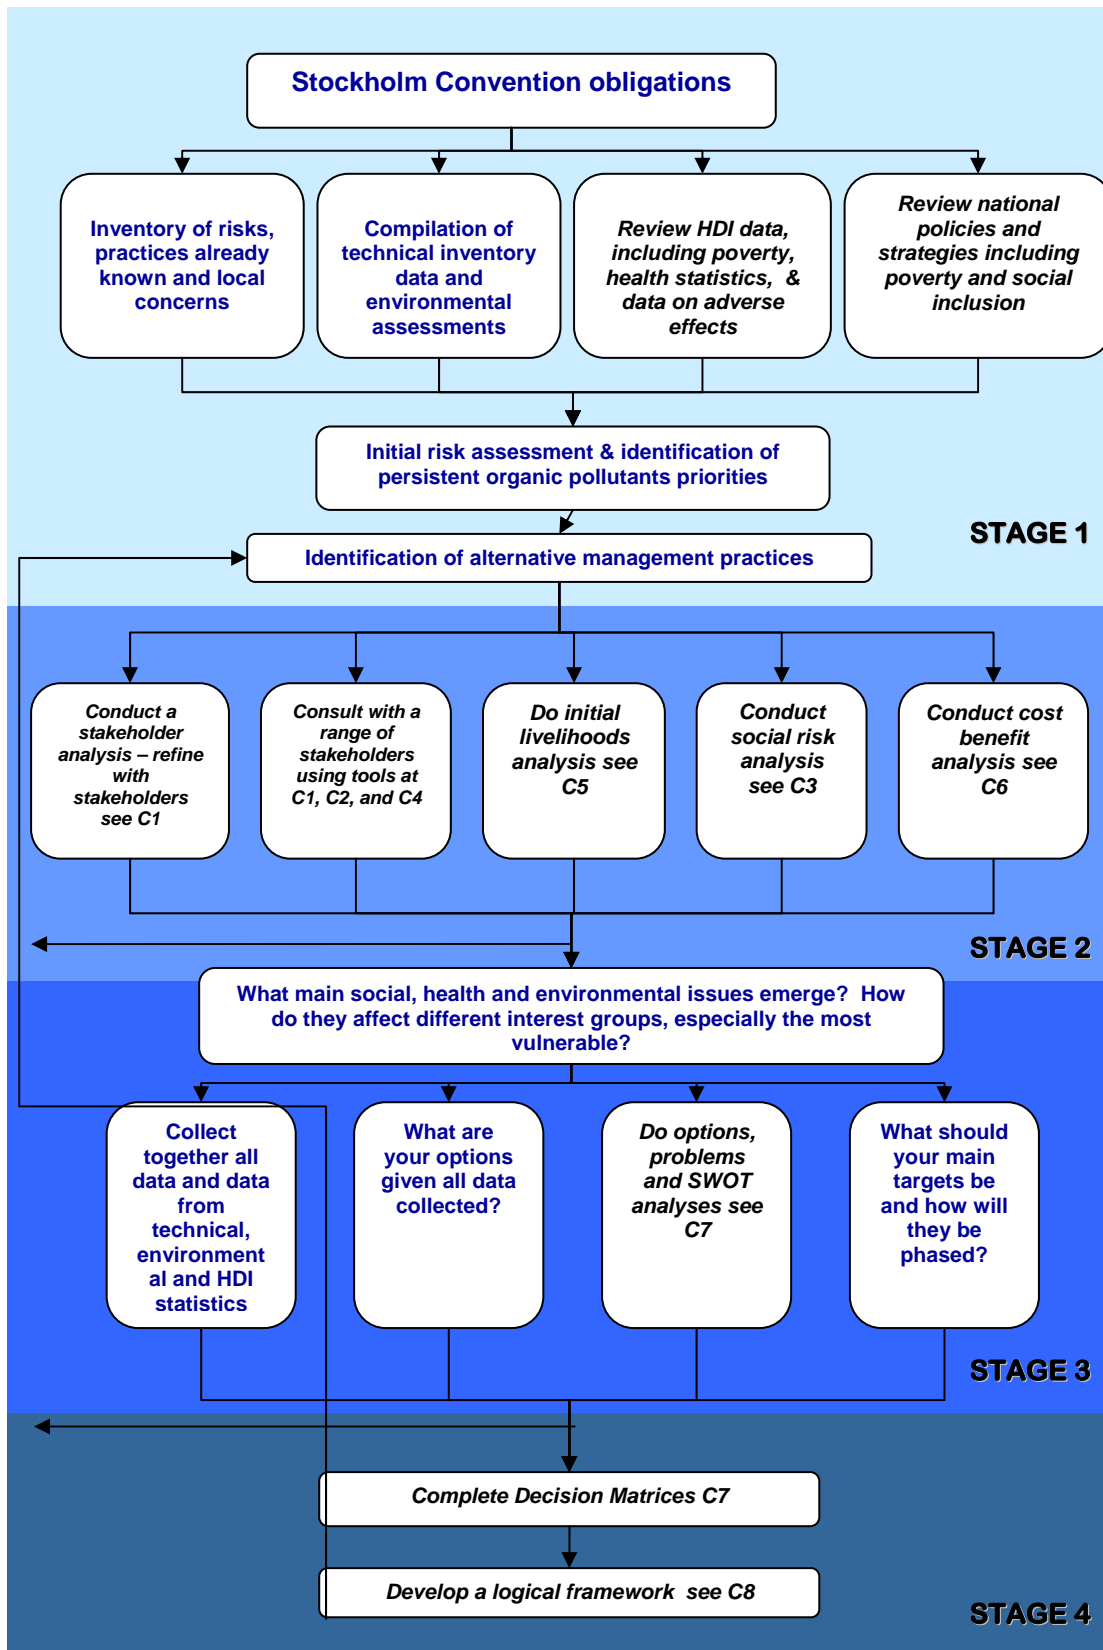 Stockholm Convention obligations
Inventory of risks,
practices already
known and local
concerns
Compilation of
technical inventory
data and
environmental
assessments
Review HDI data,
including poverty,
health statistics, &
data on adverse
effects
Review national
policies and
strategies including
poverty and social
inclusion
Initial risk assessment & identification of
persistent organic pollutants priorities
STAGE 1
Identification of alternative management practices
Conduct a
stakeholder
analysis – refine
with
stakeholders
see C1
Consult with a
range of
stakeholders
using tools at
C1, C2, and C4
Do initial
livelihoods
analysis see
C5
Conduct
social risk
analysis
see C3
Conduct cost
benefit
analysis see
C6
STAGE 2
What main social, health and environmental issues emerge? How
do they affect different interest groups, especially the most
vulnerable?
Collect
together all
data and data
from
technical,
environment
al and HDI
statistics
What are
your options
given all data
collected?
Do options,
problems
and SWOT
analyses see
C7
What should
your main
targets be
and how will
they be
phased?
STAGE 3
Complete Decision Matrices C7
Develop a logical framework see C8
STAGE 4